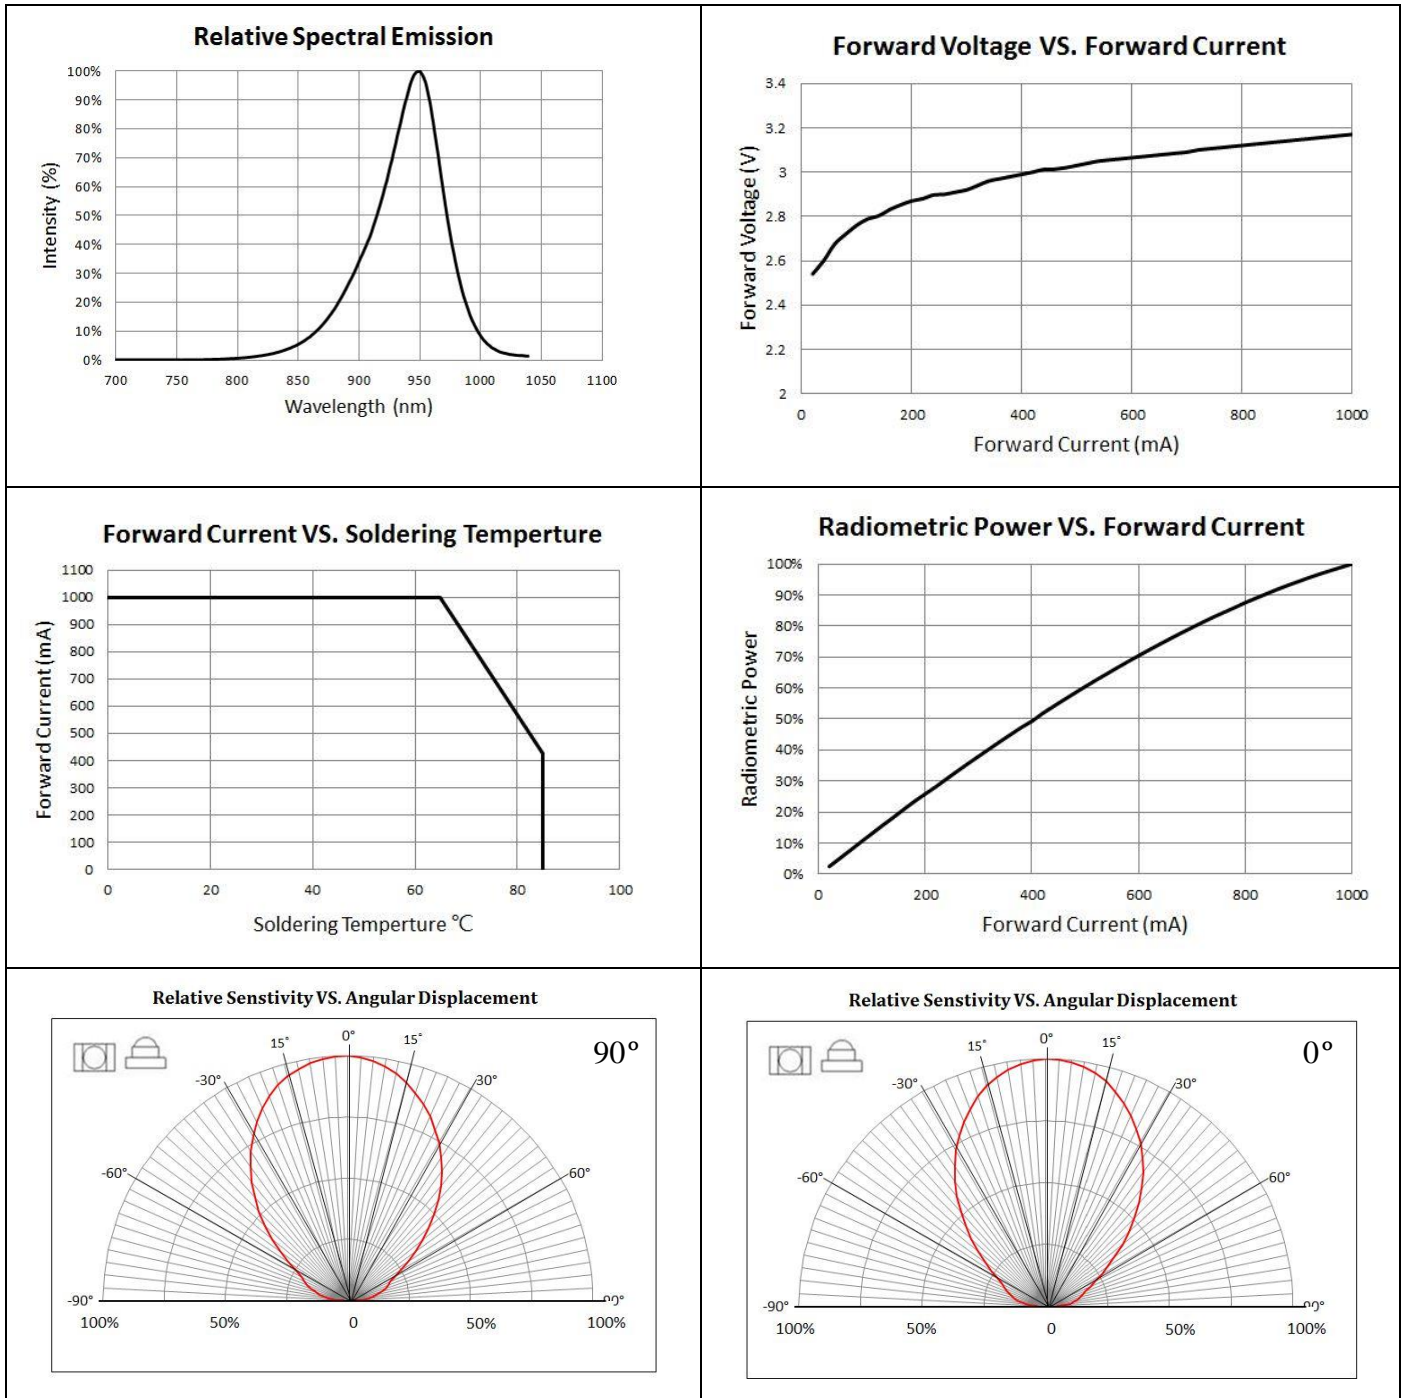 Relative Spectral Emission
100%
90%
80%
70%
60%
50%
40%
30%
20%
10%
0%
Intensity (%)
700 750 800 850 900 950 1000 1050 1100
Wavelength (nm)
Forward Voltage VS. Forward Current
3.4
3.2
3
2.8
2.6
2.4
2.2
2
Forward Voltage (V)
0 200 400 600 800 1000
Forward Current (mA)
Forward Current VS. Soldering Temperture
1100
1000
900
800
700
600
500
400
300
200
100
0
Forward Current (mA)
0 20 40 60 80 100
Soldering Temperture °C
Radiometric Power VS. Forward Current
100%
90%
80%
70%
60%
50%
40%
30%
20%
10%
0%
Radiometric Power
0 200 400 600 800 1000
Forward Current (mA)
Relative Senstivity VS. Angular Displacement
90°
15° 0° 15°
-30° 30°
-60° 60°
-90° 90°
100% 50% 0 50% 100%
Relative Senstivity VS. Angular Displacement
0°
15° 0° 15°
-30° 30°
-60° 60°
-90° 90°
100% 50% 0 50% 100%